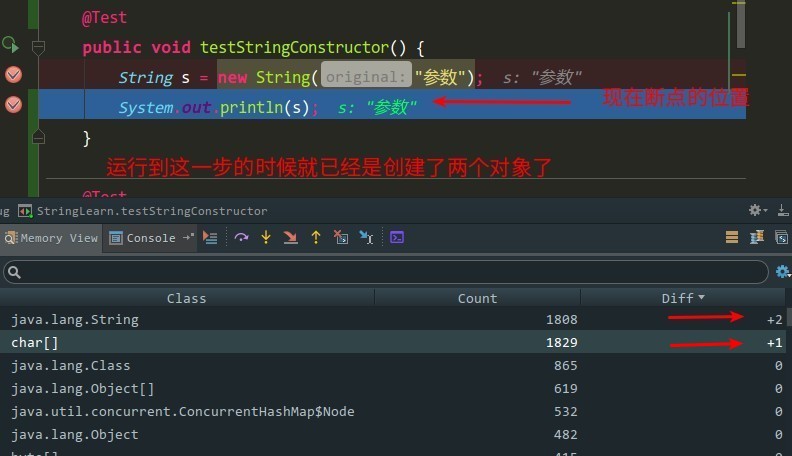 @Test
public void testStringConstructor() {
String s = new String( original: "参数"); s: "参数"
System.out.println(s); s: "参数"
现在断点的位置
}
运行到这一步的时候就已经是创建了两个对象了
@Test
ug StringLearn.testStringConstructor
Memory View Console
Class Count Diff
java.lang.String 1808 +2
char[] 1829 +1
java.lang.Class 865 0
java.lang.Object[] 619 0
java.util.concurrent.ConcurrentHashMap$Node 532 0
java.lang.Object 482 0
byte[] 415 0